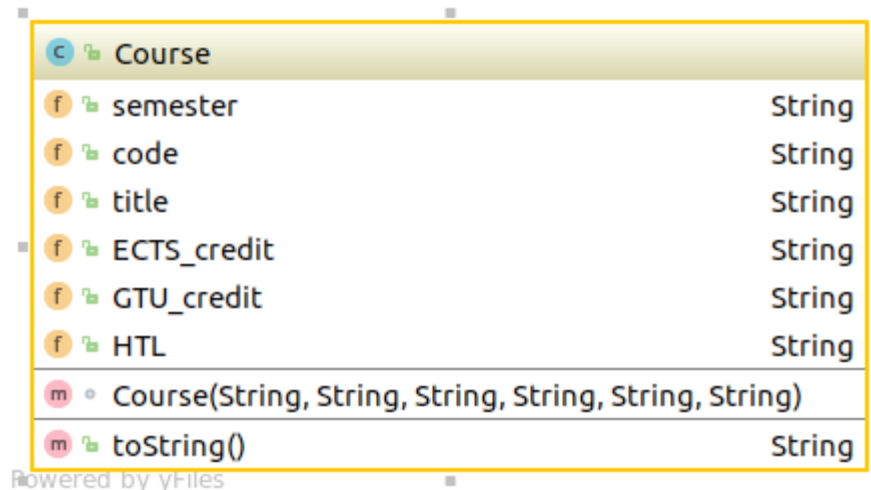 c Course
f semester String
f code String
f title String
f ECTS_credit String
f GTU_credit String
f HTL String
m Course(String, String, String, String, String, String)
m toString() String
Powered by yFiles